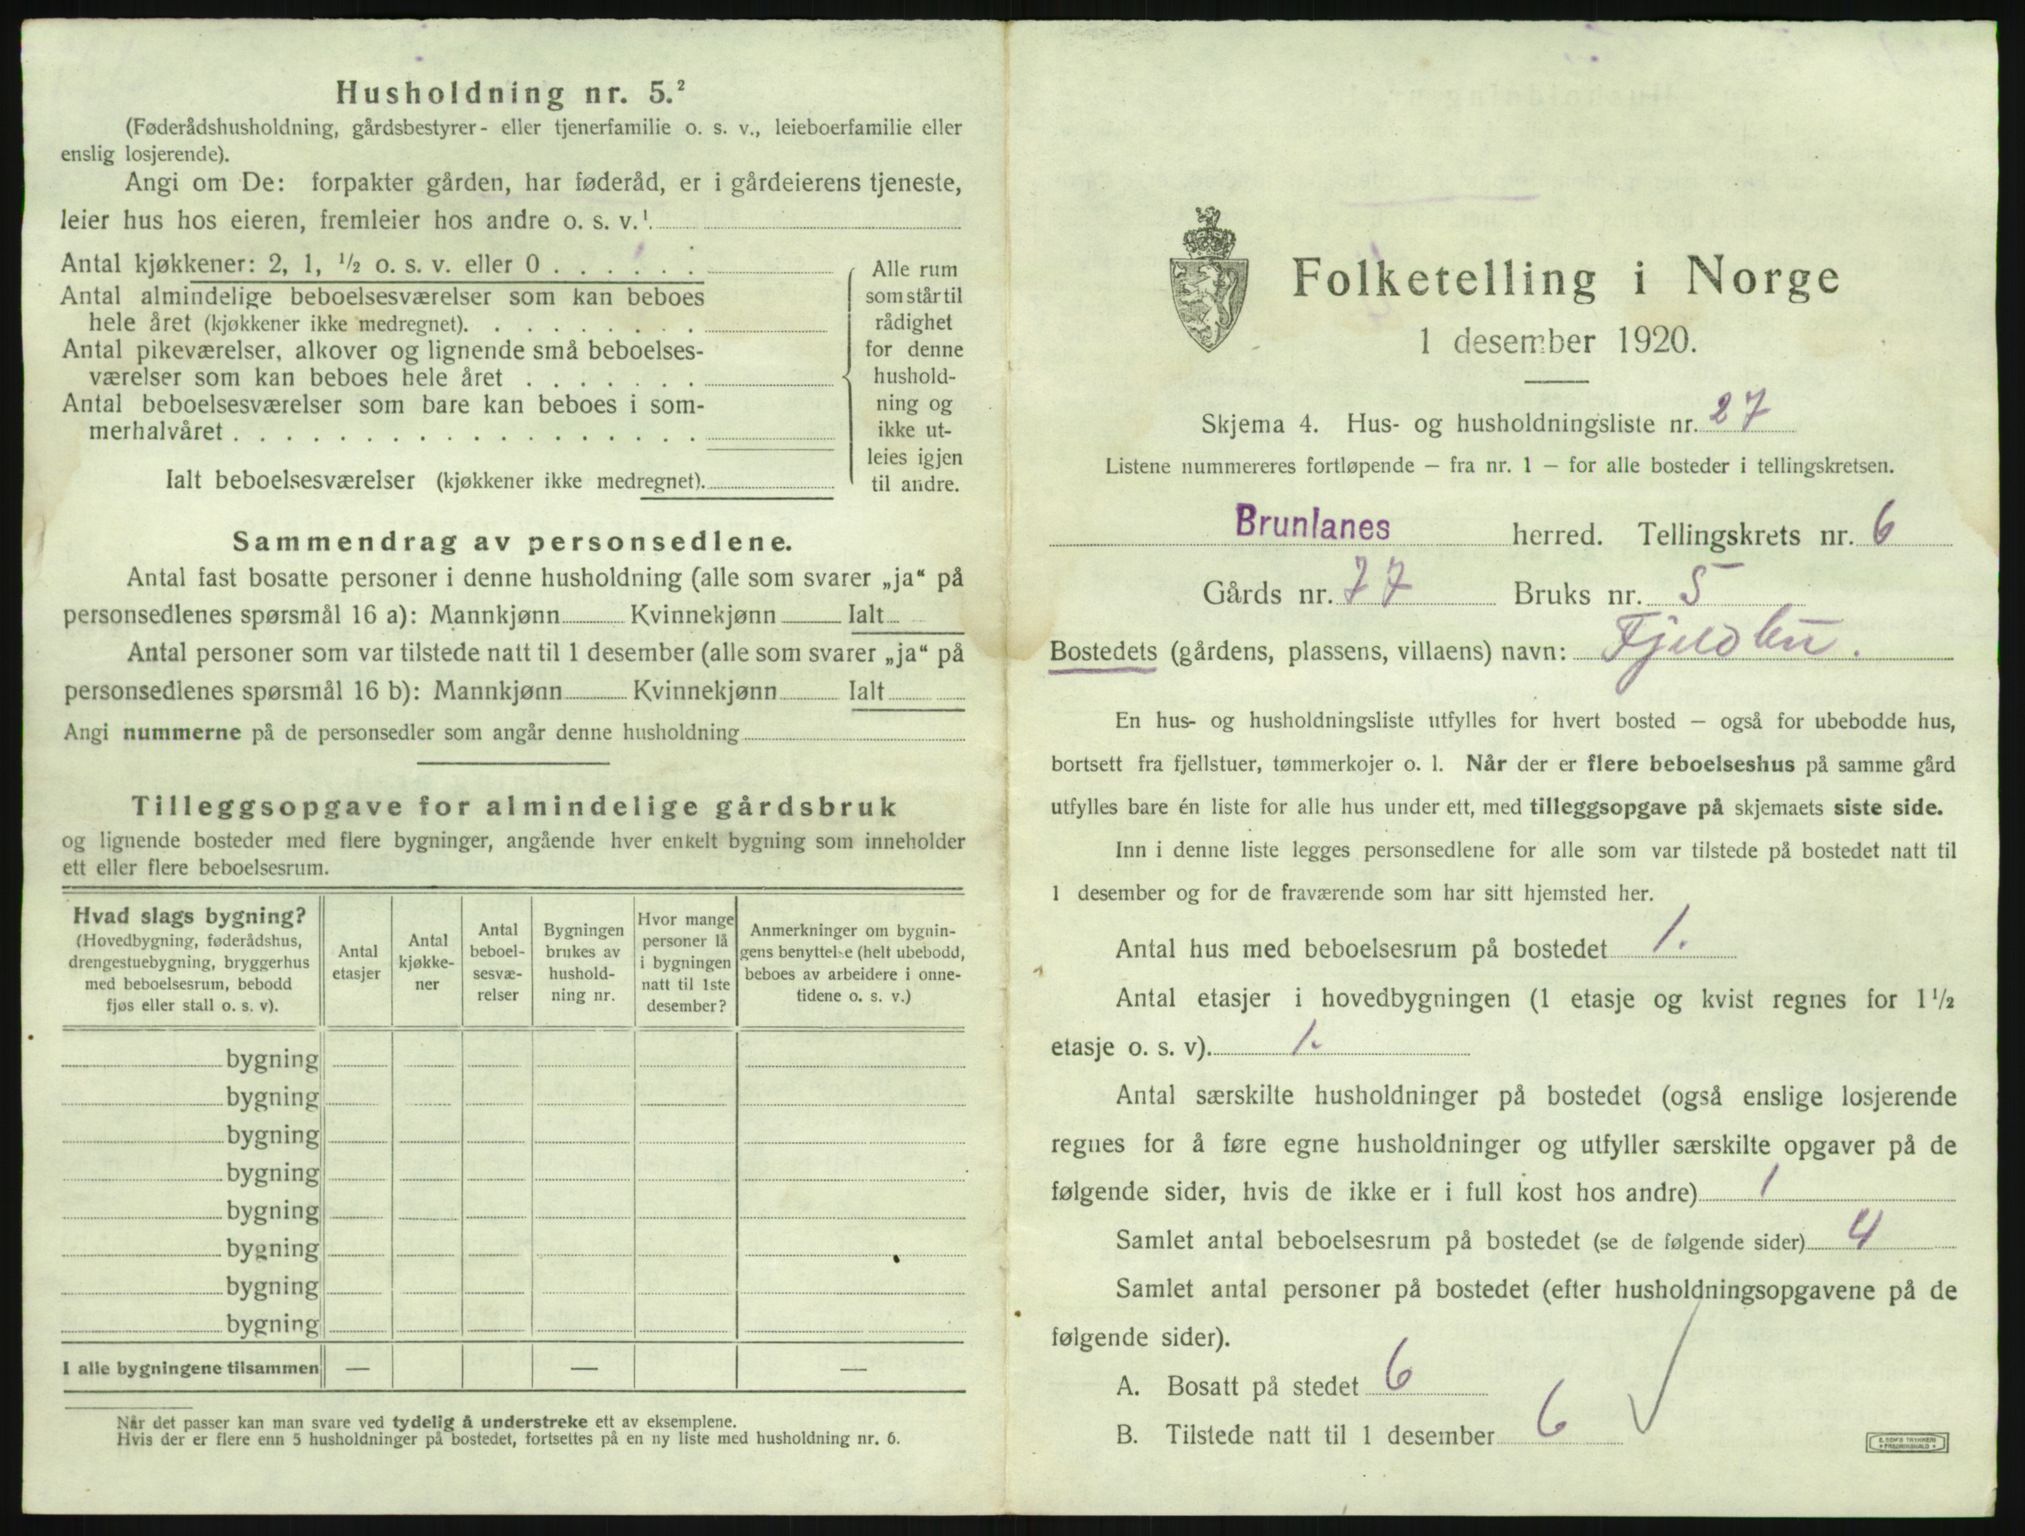 Husholdning nr. 5.²
(Føderådshusholdning, gårdsbestyrer- eller tjenerfamilie o. s. v., leieboerfamilie eller
enslig losjerende).
Angi om De: forpakter gården, har føderåd, er i gårdeierens tjeneste,
leier hus hos eieren, fremleier hos andre o. s. v.¹
Antal kjøkkener: 2, 1, ½ o. s. v. eller 0 . . . . . .
Antal almindelige beboelsesværelser som kan beboes
hele året (kjøkkener ikke medregnet). . . . . . . . .
Antal pikeværelser, alkover og lignende små beboelses-
værelser som kan beboes hele året . . . . . . .
Antal beboelsesværelser som bare kan beboes i som-
merhalvåret . . . . . . . . . . . . . . . . . .
Ialt beboelsesværelser (kjøkkener ikke medregnet).
Alle rum
som står til
rådighet
for denne
hushold-
ning og
ikke ut-
leies igjen
til andre.
Sammendrag av personsedlene.
Antal fast bosatte personer i denne husholdning (alle som svarer „ja“ på
personsedlenes spørsmål 16 a): Mannkjønn Kvinnekjønn Ialt
Antal personer som var tilstede natt til 1 desember (alle som svarer „ja“ på
personsedlenes spørsmål 16 b): Mannkjønn Kvinnekjønn Ialt
Angi nummerne på de personsedler som angår denne husholdning
Tilleggsopgave for almindelige gårdsbruk
og lignende bosteder med flere bygninger, angående hver enkelt bygning som inneholder
ett eller flere beboelsesrum.
Hvad slags bygning?
(Hovedbygning, føderådshus,
drengestuebygning, bryggerhus
med beboelsesrum, bebodd
fjøs eller stall o. s. v).
Antal
etasjer
Antal
kjøkke-
ner
Antal
beboel-
sesvæ-
relser
Bygningen
brukes av
hushold-
ning nr.
Hvor mange
personer lå
i bygningen
natt til 1ste
desember?
Anmerkninger om bygnin-
gens benyttelse (helt ubebodd,
beboes av arbeidere i onne-
tidene o. s. v.)
bygning
bygning
bygning
bygning
bygning
bygning
bygning
bygning
I alle bygningene tilsammen — — —
Når det passer kan man svare ved tydelig å understreke ett av eksemplene.
Hvis der er flere enn 5 husholdninger på bostedet, fortsettes på en ny liste med husholdning nr. 6.
Folketelling i Norge
1 desember 1920.
Skjema 4. Hus- og husholdningsliste nr. 27
Listene nummereres fortløpende – fra nr. 1 – for alle bosteder i tellingskretsen.
Brunlanes herred. Tellingskrets nr. 6
Gårds nr. 77 Bruks nr. 5
Bostedets (gårdens, plassens, villaens) navn: Fjeldbu.
En hus- og husholdningsliste utfylles for hvert bosted – også for ubebodde hus,
bortsett fra fjellstuer, tømmerkojer o. l. Når der er flere beboelseshus på samme gård
utfylles bare én liste for alle hus under ett, med tilleggsopgave på skjemaets siste side.
Inn i denne liste legges personsedlene for alle som var tilstede på bostedet natt til
1 desember og for de fraværende som har sitt hjemsted her.
Antal hus med beboelsesrum på bostedet 1.
Antal etasjer i hovedbygningen (1 etasje og kvist regnes for 1½
etasje o. s. v). 1.
Antal særskilte husholdninger på bostedet (også enslige losjerende
regnes for å føre egne husholdninger og utfyller særskilte opgaver på de
følgende sider, hvis de ikke er i full kost hos andre) 1
Samlet antal beboelsesrum på bostedet (se de følgende sider) 4
Samlet antal personer på bostedet (efter husholdningsopgavene på de
følgende sider).
A. Bosatt på stedet 6
B. Tilstede natt til 1 desember 6